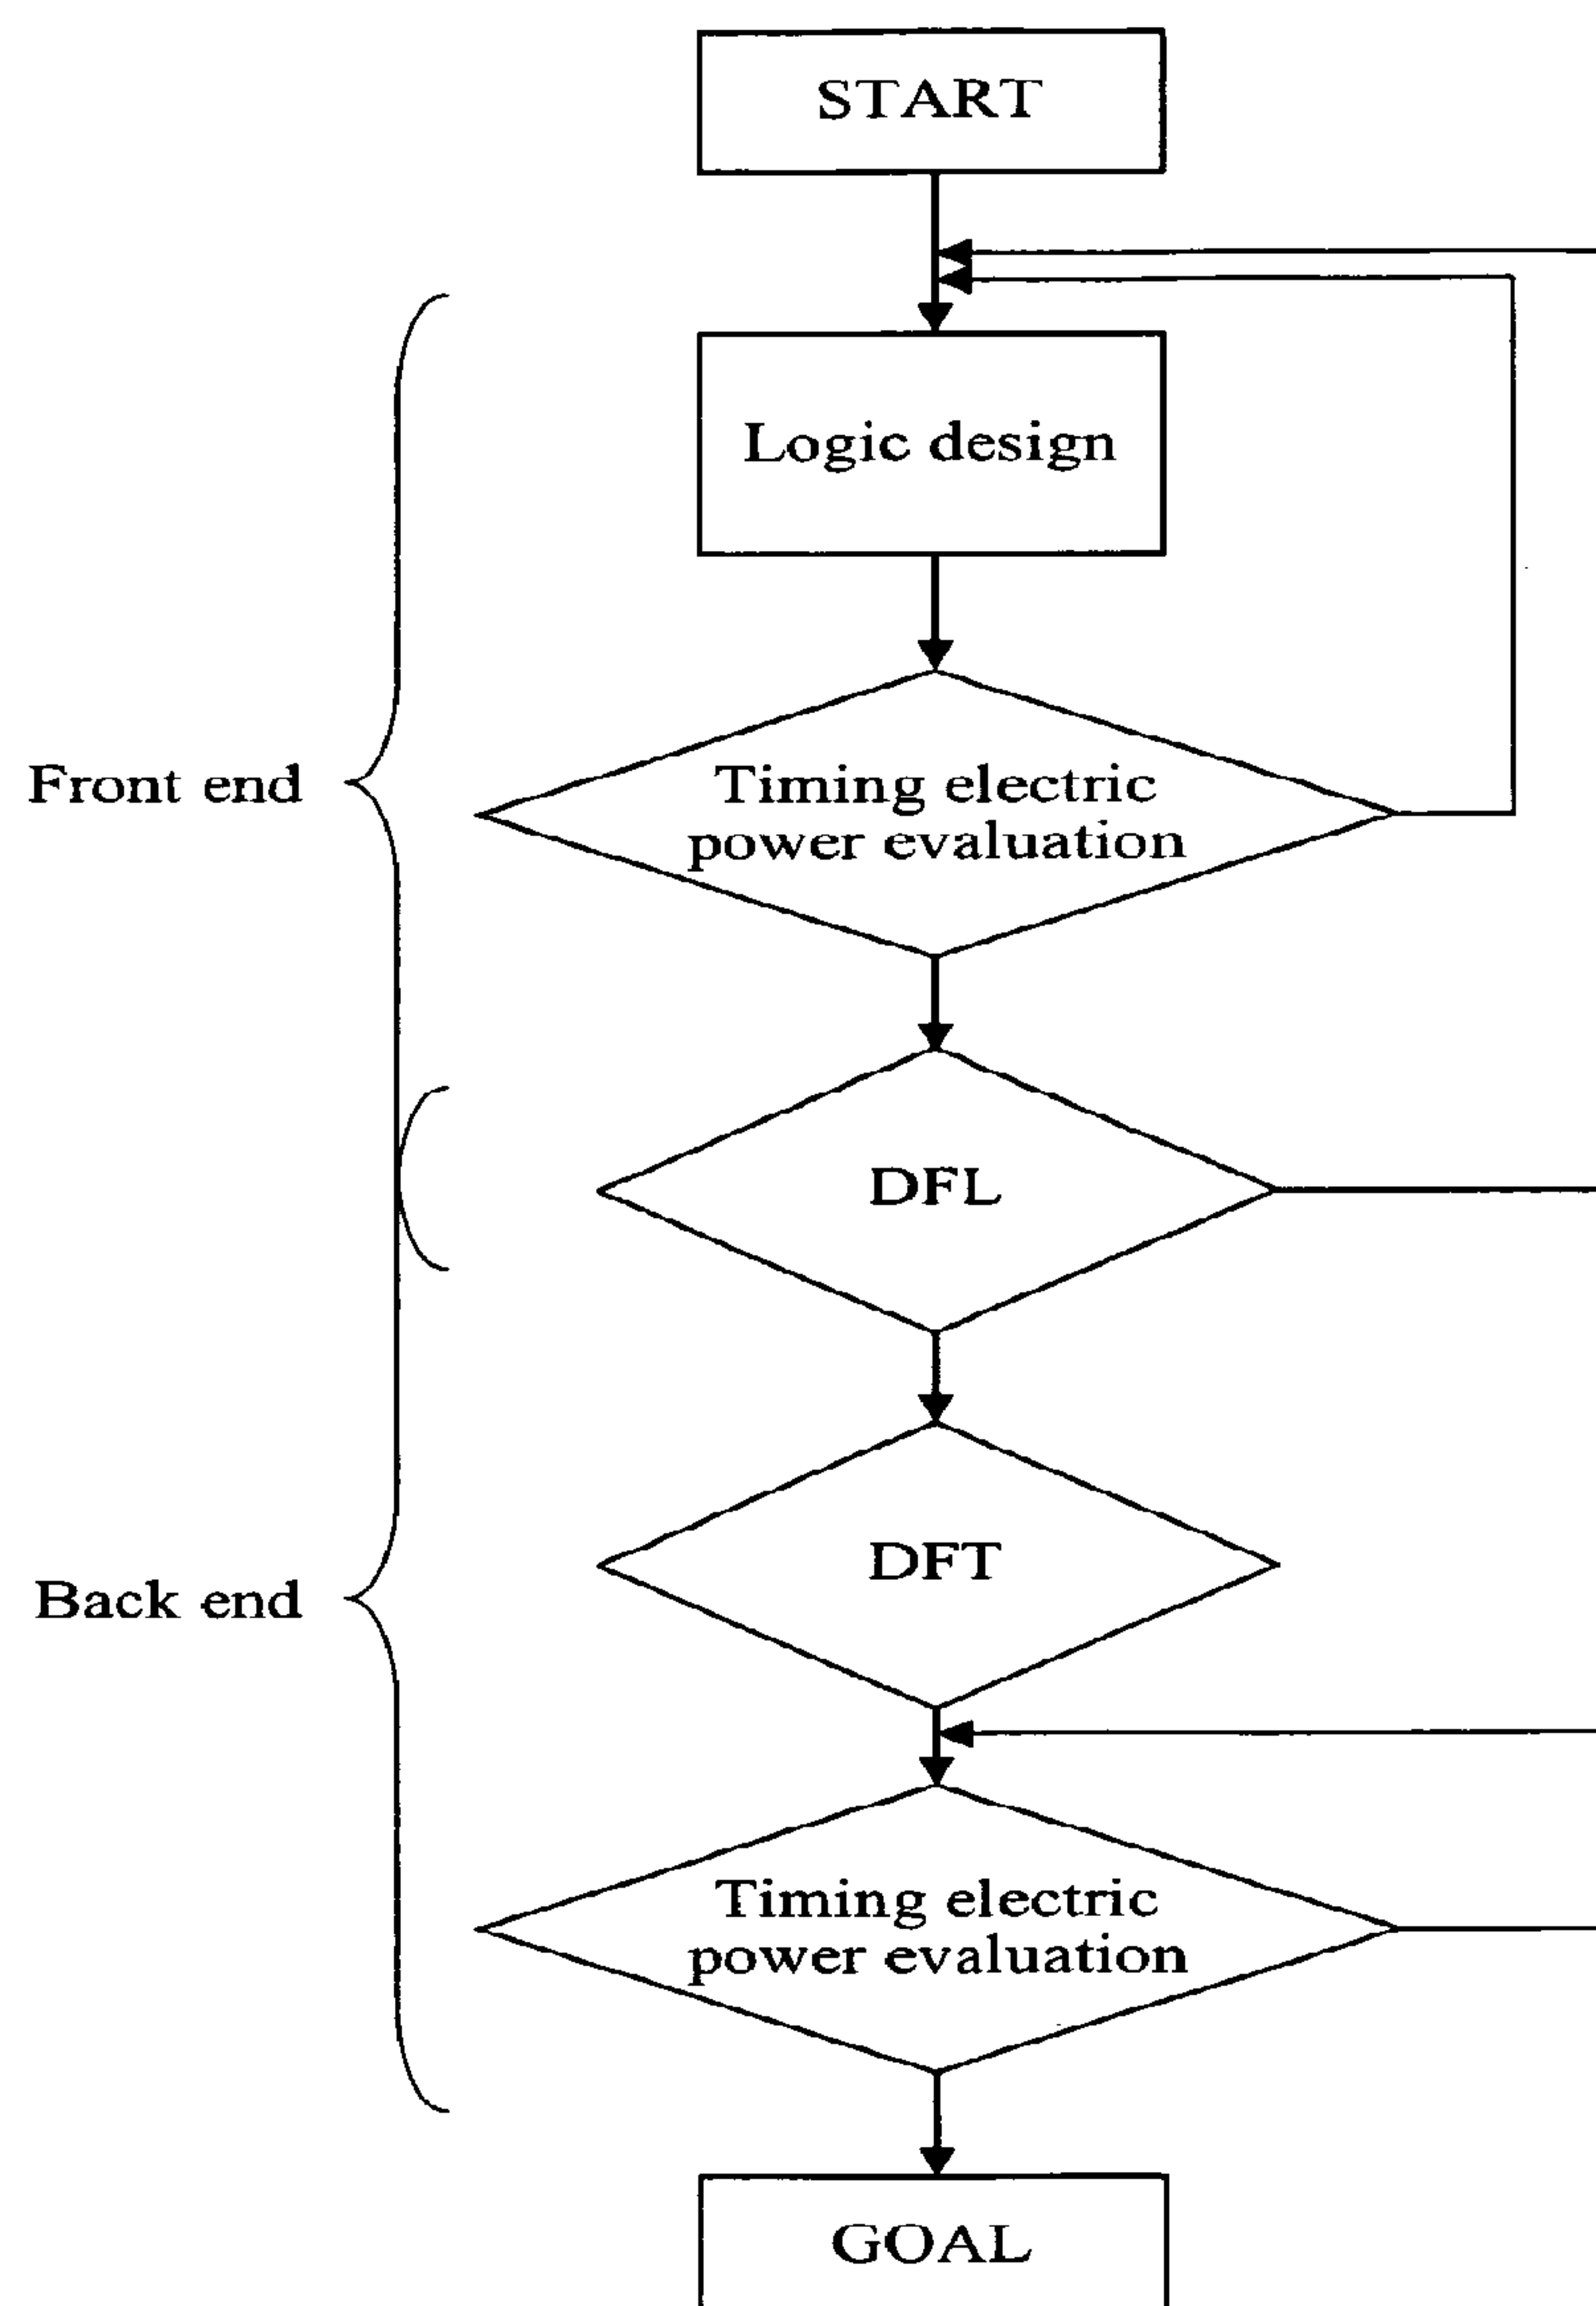 START
Logic design
Front end
Timing electric
power evaluation
DFL
DFT
Back end
Timing electric
power evaluation
GOAL